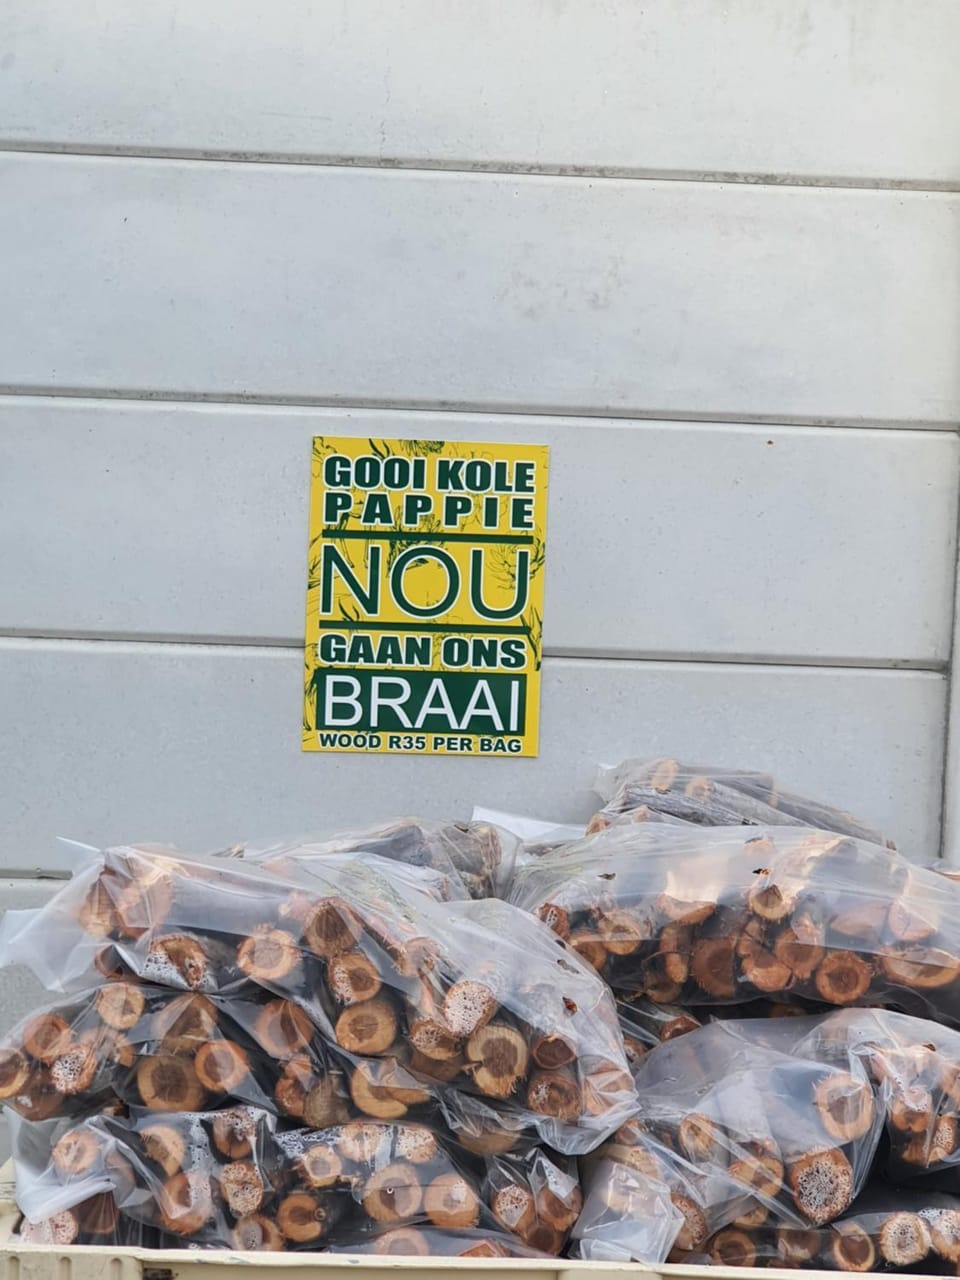 GOOI KOLE
PAPPIE
NOU
GAAN ONS
BRAAI
WOOD R35 PER BAG